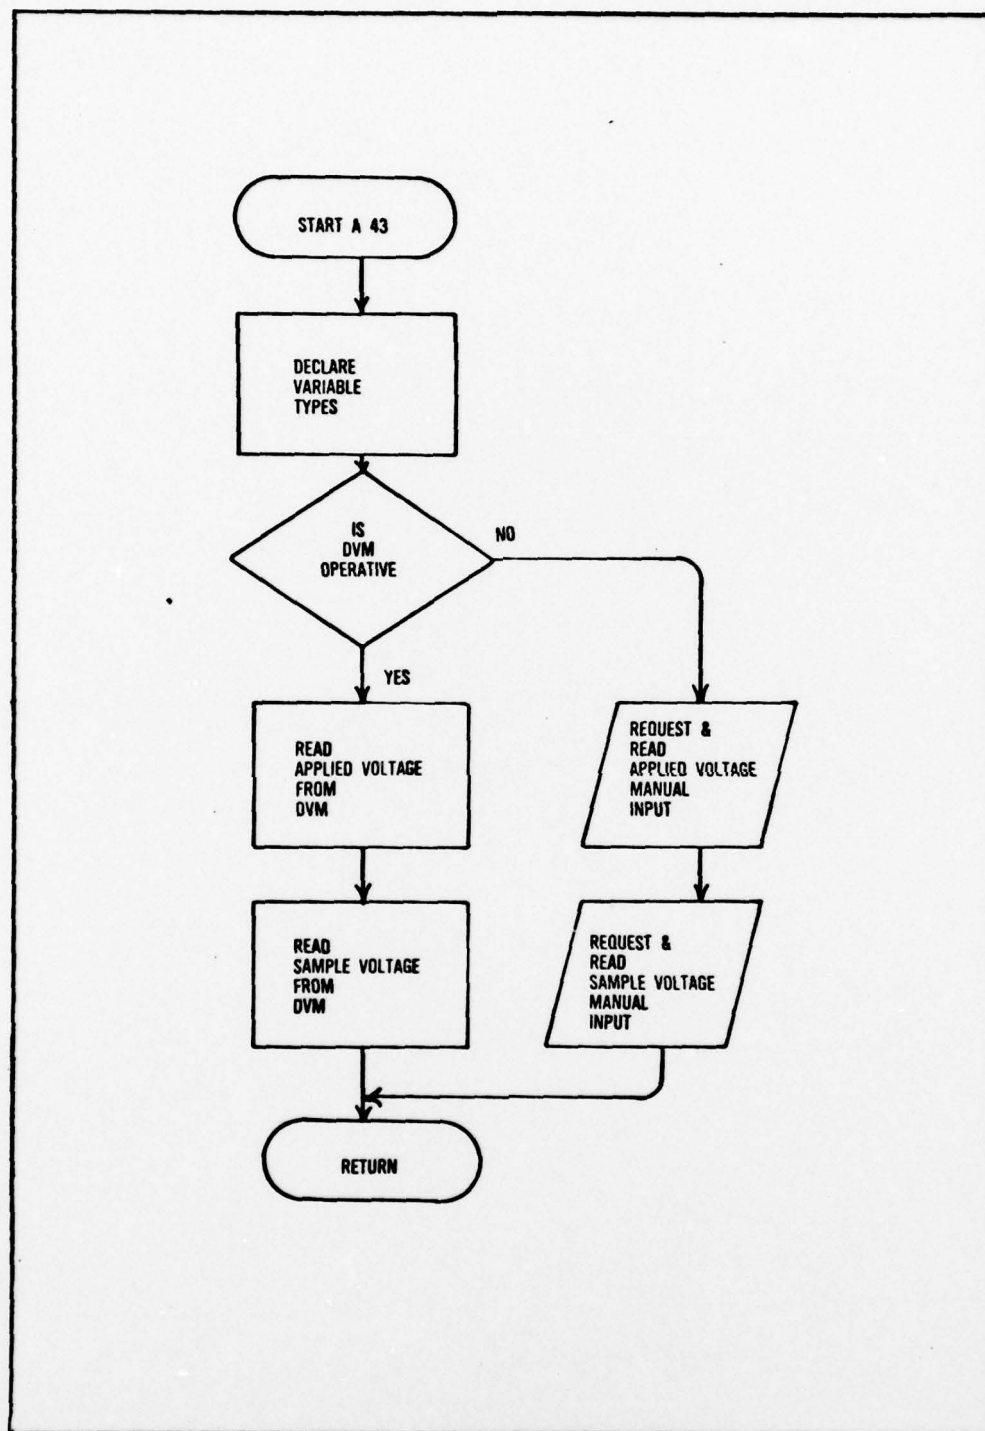 START A 43
DECLARE
VARIABLE
TYPES
IS
DVM
OPERATIVE
NO
YES
READ
APPLIED VOLTAGE
FROM
DVM
REQUEST &
READ
APPLIED VOLTAGE
MANUAL
INPUT
READ
SAMPLE VOLTAGE
FROM
DVM
REQUEST &
READ
SAMPLE VOLTAGE
MANUAL
INPUT
RETURN